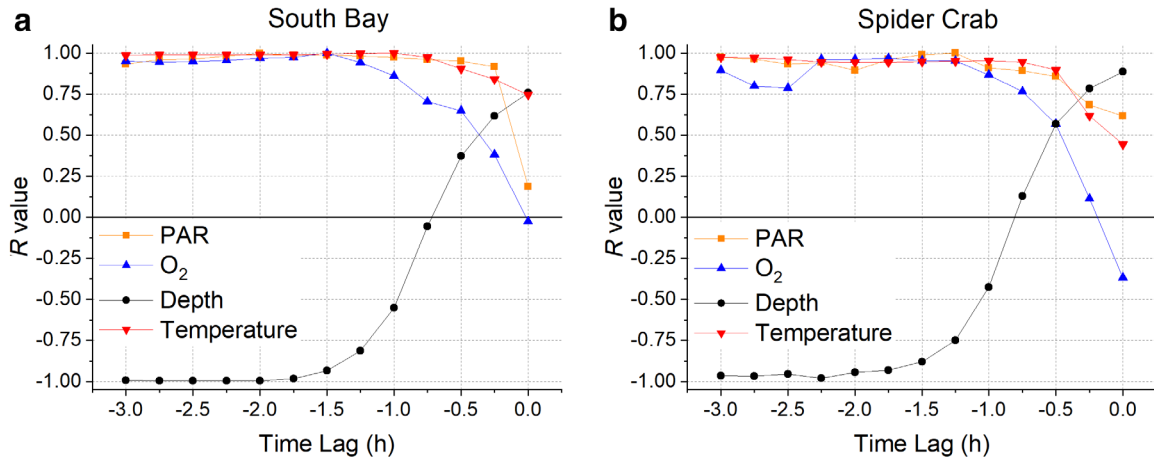 a
South Bay
1.00
0.75
0.50
0.25
0.00
-0.25
-0.50
-0.75
-1.00
R value
PAR
O₂
Depth
Temperature
-3.0 -2.5 -2.0 -1.5 -1.0 -0.5 0.0
Time Lag (h)
b
Spider Crab
1.00
0.75
0.50
0.25
0.00
-0.25
-0.50
-0.75
-1.00
R value
PAR
O₂
Depth
Temperature
-3.0 -2.5 -2.0 -1.5 -1.0 -0.5 0.0
Time Lag (h)